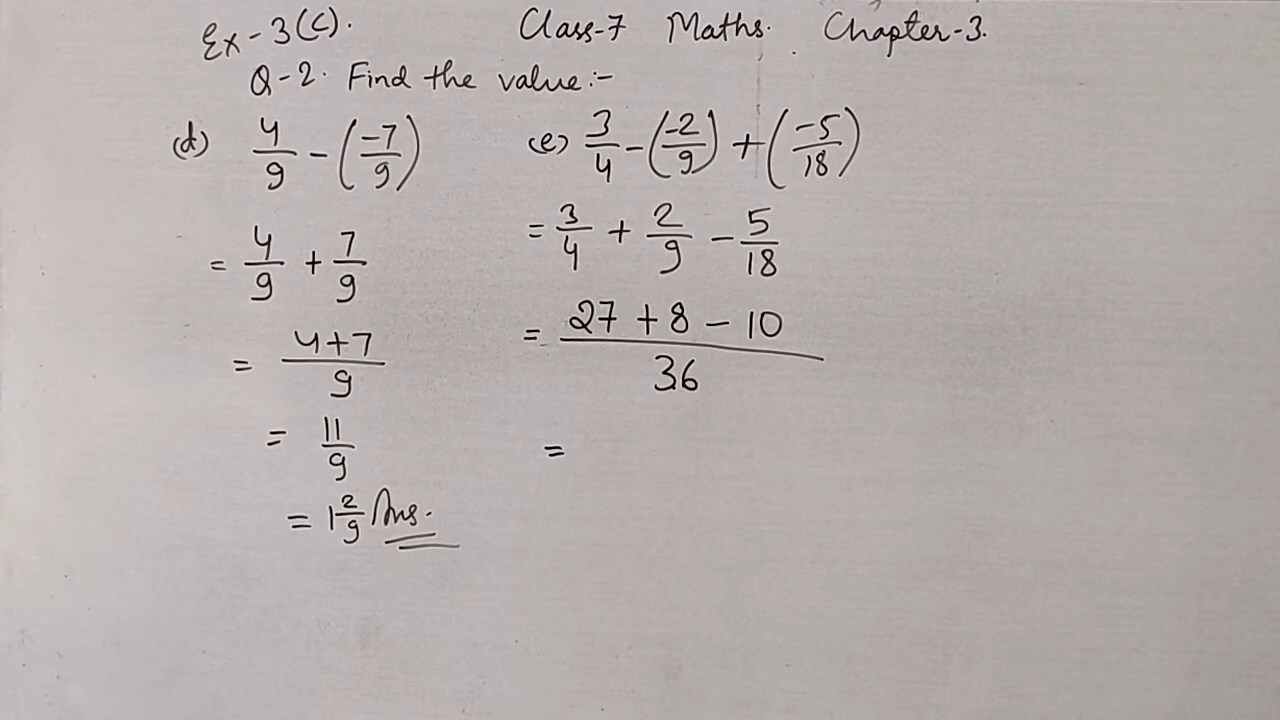 Ex-3(c). Class-7 Maths. Chapter-3.
Q-2. Find the value:-
(d) 4/9 - (-7/9)
= 4/9 + 7/9
= 4+7/9
= 11/9
= 1 2/9 Ans.
(e) 3/4 - (-2/9) + (-5/18)
= 3/4 + 2/9 - 5/18
= 27 + 8 - 10/36
=